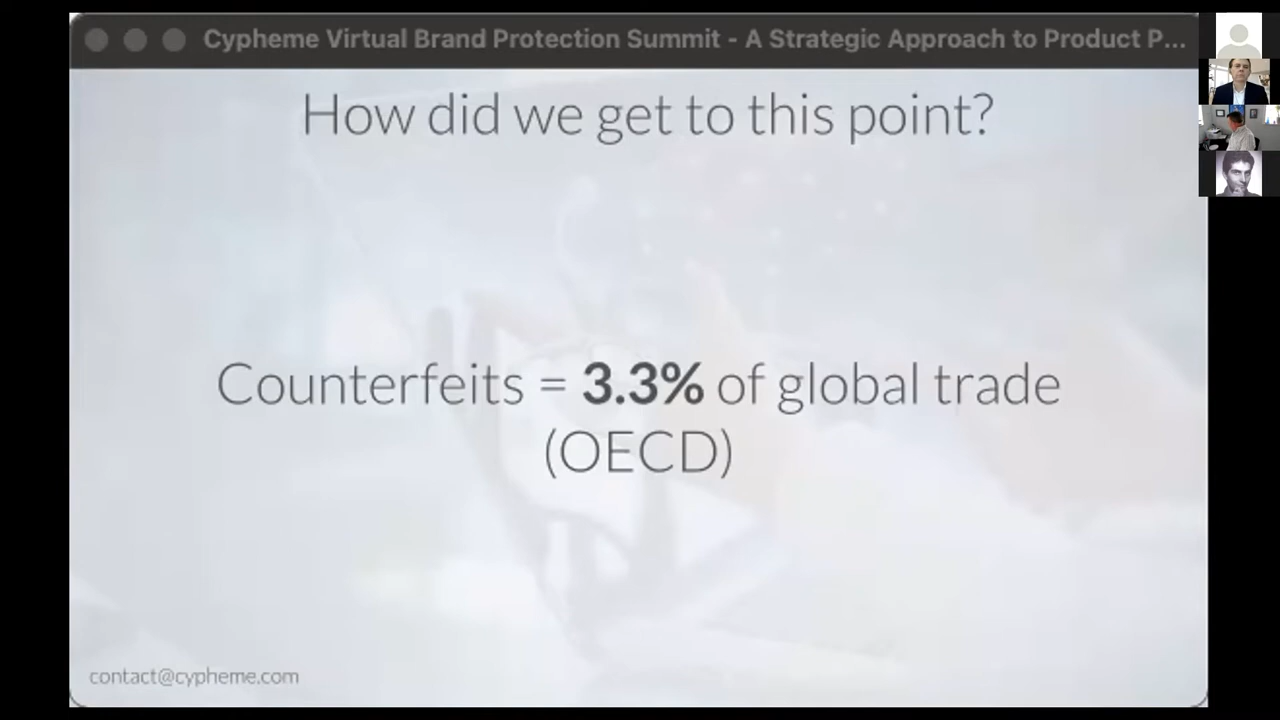 Cypheme Virtual Brand Protection Summit - A Strategic Approach to Product P...
How did we get to this point?
Counterfeits = 3.3% of global trade
(OECD)
contact@cypheme.com